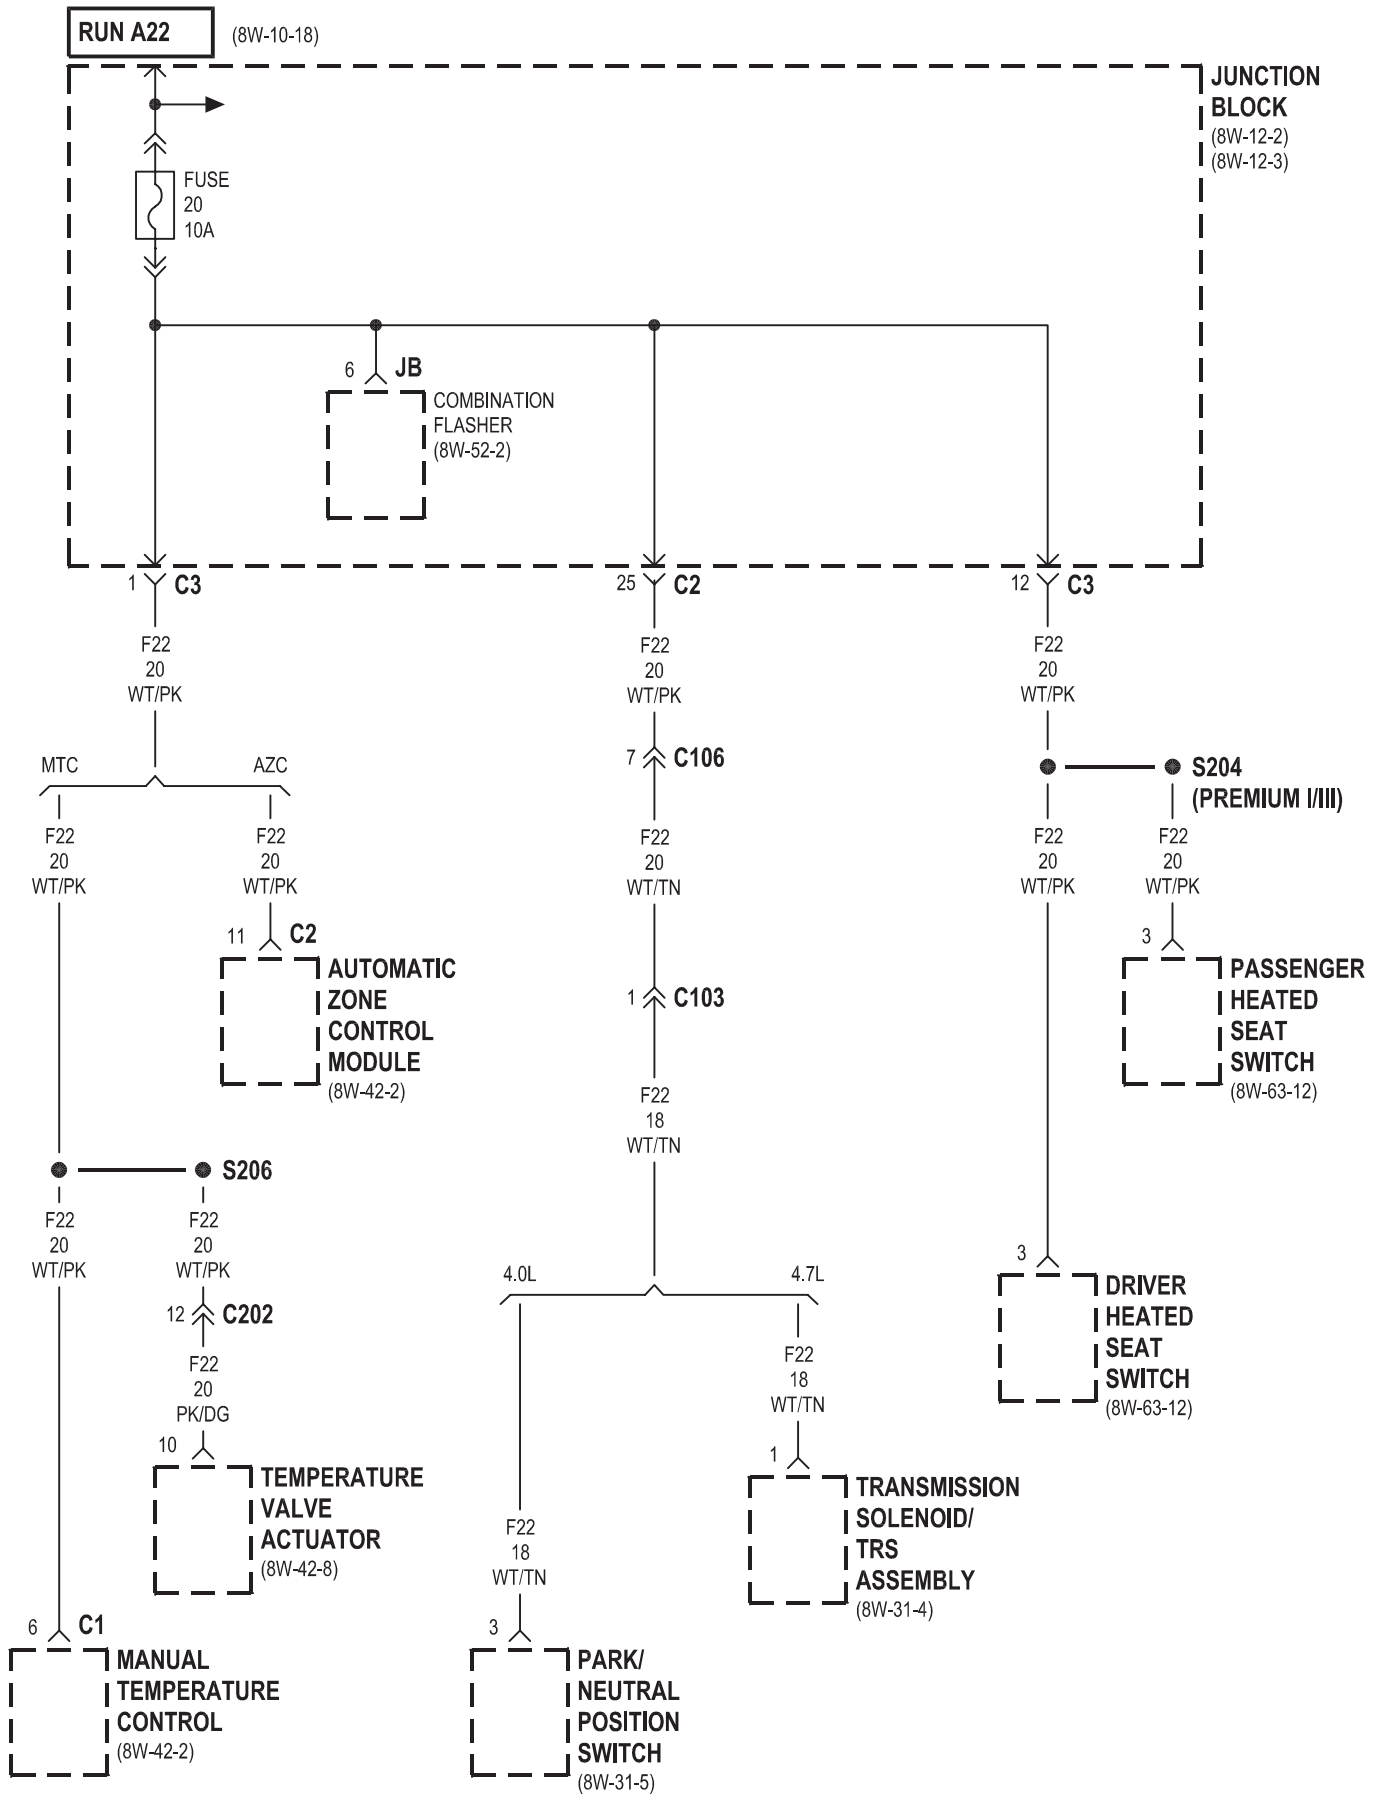 RUN A22
(8W-10-18)
JUNCTION
BLOCK
(8W-12-2)
(8W-12-3)
FUSE
20
10A
6
JB
COMBINATION
FLASHER
(8W-52-2)
1
C3
25
C2
12
C3
F22
20
WT/PK
F22
20
WT/PK
F22
20
WT/PK
MTC
AZC
7
C106
S204
(PREMIUM I/III)
F22
20
WT/PK
F22
20
WT/PK
F22
20
WT/TN
F22
20
WT/PK
F22
20
WT/PK
11
C2
AUTOMATIC
ZONE
CONTROL
MODULE
(8W-42-2)
1
C103
3
PASSENGER
HEATED
SEAT
SWITCH
(8W-63-12)
F22
18
WT/TN
S206
F22
20
WT/PK
F22
20
WT/PK
12
C202
F22
20
PK/DG
10
TEMPERATURE
VALVE
ACTUATOR
(8W-42-8)
4.0L
4.7L
F22
18
WT/TN
1
TRANSMISSION
SOLENOID/
TRS
ASSEMBLY
(8W-31-4)
3
DRIVER
HEATED
SEAT
SWITCH
(8W-63-12)
F22
18
WT/TN
6
C1
MANUAL
TEMPERATURE
CONTROL
(8W-42-2)
3
PARK/
NEUTRAL
POSITION
SWITCH
(8W-31-5)